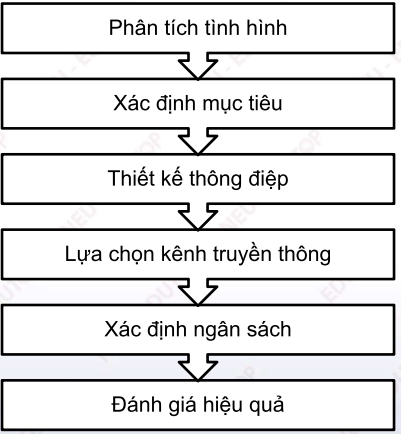 Phân tích tình hình
Xác định mục tiêu
Thiết kế thông điệp
Lựa chọn kênh truyền thông
Xác định ngân sách
Đánh giá hiệu quả